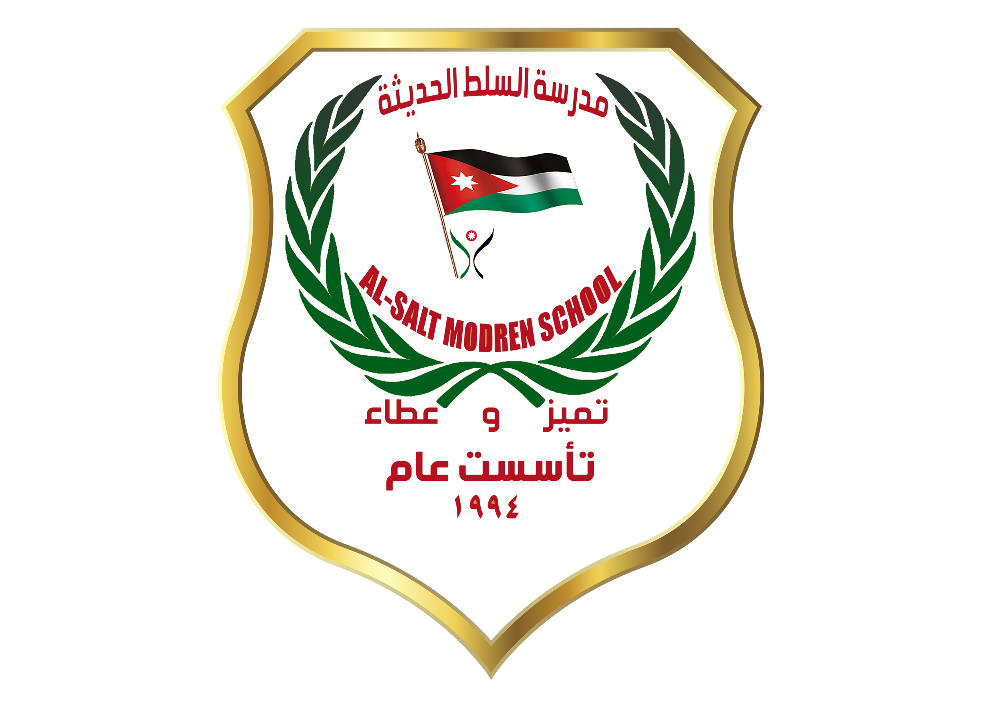 مدرسة السلط الحديثة
AL-SALT MODREN SCHOOL
تميز و عطاء
تأسست عام
١٩٩٤